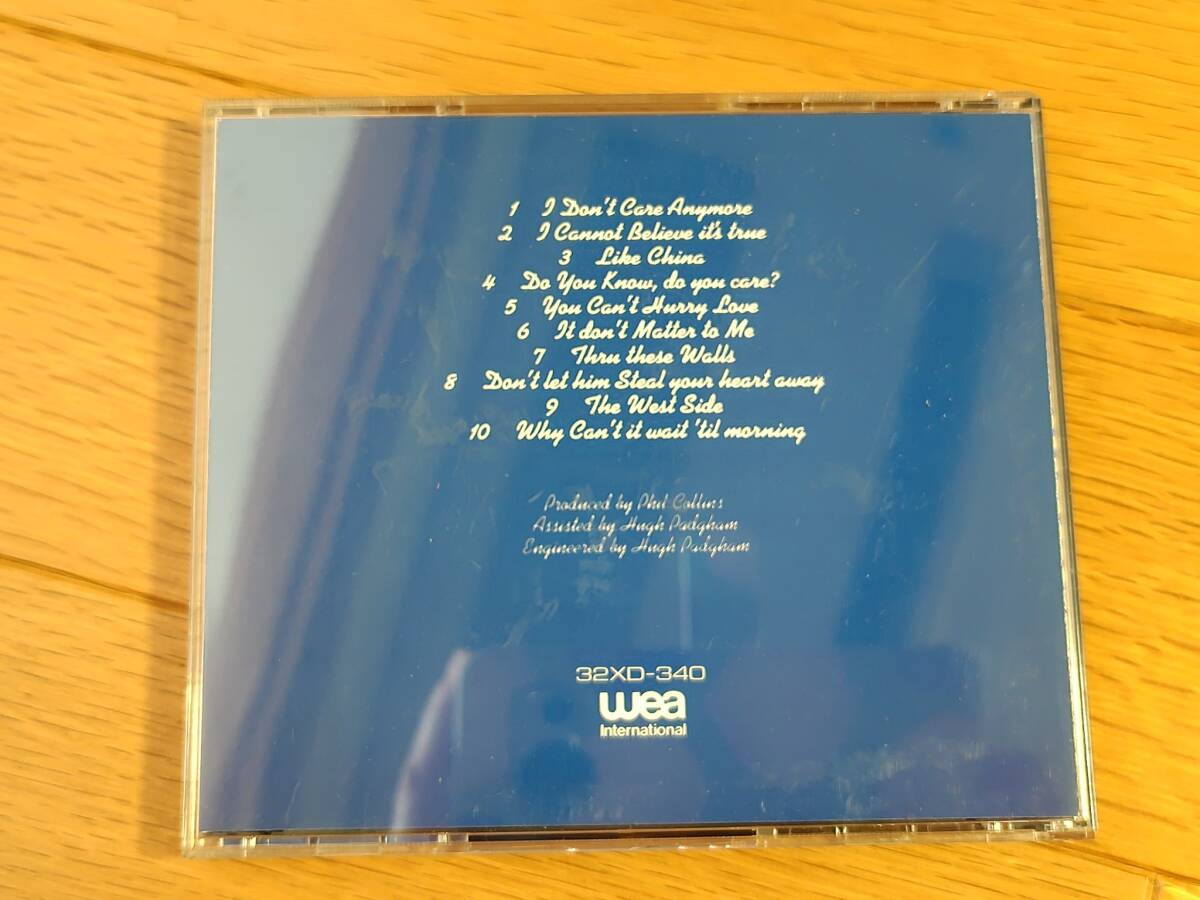 1 I Don't Care Anymore
2 I Cannot Believe it's true
3 Like China
4 Do You Know, do you care?
5 You Can't Hurry Love
6 It don't Matter to Me
7 Thru these Walls
8 Don't let him Steal your heart away
9 The West Side
10 Why Can't it wait 'til morning
Produced by Phil Collins
Assisted by Hugh Padgham
Engineered by Hugh Padgham
32XD-340
wea
International